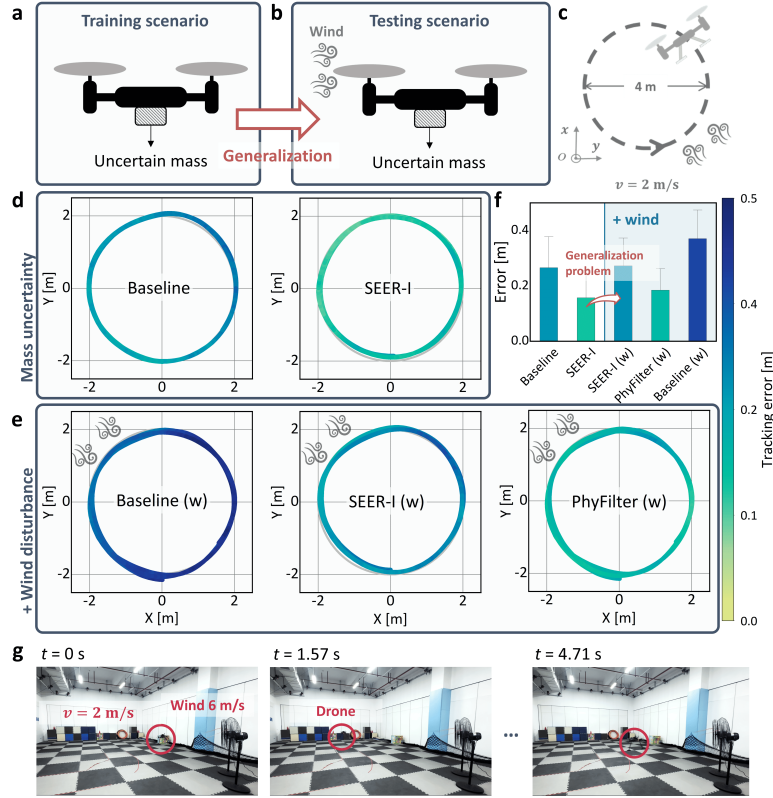 a
Training scenario
Uncertain mass
Generalization
b
Testing scenario
Wind
Uncertain mass
c
4 m
x
O
y
v = 2 m/s
d
Mass uncertainty
Y [m]
2
0
-2
-2
0
2
Baseline
Y [m]
2
0
-2
-2
0
2
SEER-I
f
+ wind
Generalization
problem
Error [m]
0.4
0.2
0.0
Baseline
SEER-I
SEER-I (w)
PhyFilter (w)
Baseline (w)
0.5
0.4
0.2
0.1
0.0
Tracking error [m]
e
+ Wind disturbance
Y [m]
2
0
-2
-2
0
2
X [m]
Baseline (w)
Y [m]
2
0
-2
-2
0
2
X [m]
SEER-I (w)
Y [m]
2
0
-2
-2
0
2
X [m]
PhyFilter (w)
g
t = 0 s
v = 2 m/s
Wind 6 m/s
t = 1.57 s
Drone
...
t = 4.71 s